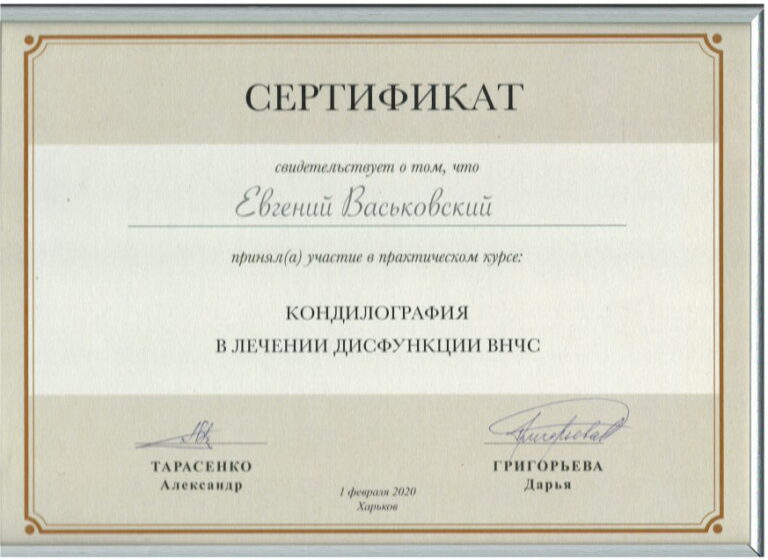 СЕРТИФИКАТ
свидетельствует о том, что
Евгений Васьковский
принял(а) участие в практическом курсе:
КОНДИЛОГРАФИЯ
В ЛЕЧЕНИИ ДИСФУНКЦИИ ВНЧС
ТАРАСЕНКО
Александр
ГРИГОРЬЕВА
Дарья
1 февраля 2020
Харьков